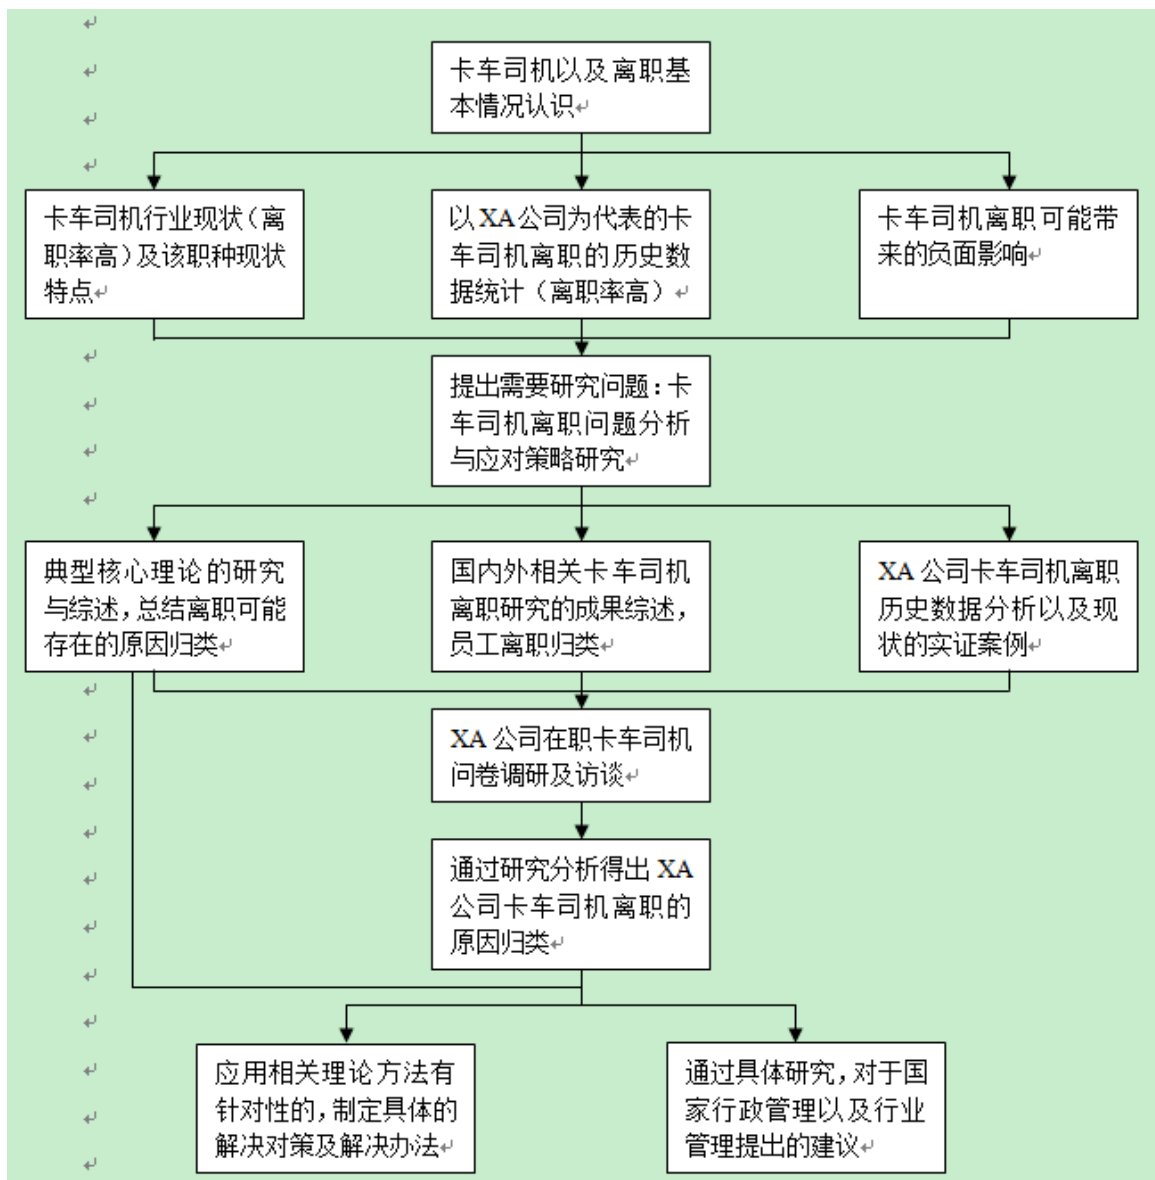 卡车司机以及离职基
本情况认识
卡车司机行业现状（离
职率高）及该职种现状
特点
以 XA 公司为代表的卡
车司机离职的历史数
据统计（离职率高）
卡车司机离职可能带
来的负面影响
提出需要研究问题：卡
车司机离职问题分析
与应对策略研究
典型核心理论的研究
与综述，总结离职可能
存在的原因归类
国内外相关卡车司机
离职研究的成果综述，
员工离职归类
XA 公司卡车司机离职
历史数据分析以及现
状的实证案例
XA 公司在职卡车司机
问卷调研及访谈
通过研究分析得出 XA
公司卡车司机离职的
原因归类
应用相关理论方法有
针对性的，制定具体的
解决对策及解决办法
通过具体研究，对于国
家行政管理以及行业
管理提出的建议